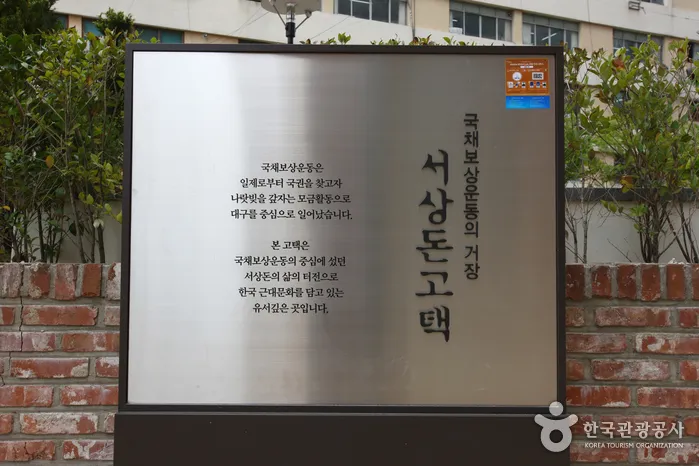 국채보상운동의 거장
서상돈고택
국채보상운동은
일제로부터 국권을 찾고자
나랏빚을 갚자는 모금활동으로
대구를 중심으로 일어났습니다.
본 고택은
국채보상운동의 중심에 섰던
서상돈의 삶의 터전으로
한국 근대문화를 담고 있는
유서깊은 곳입니다.
한국관광공사
KOREA TOURISM ORGANIZATION